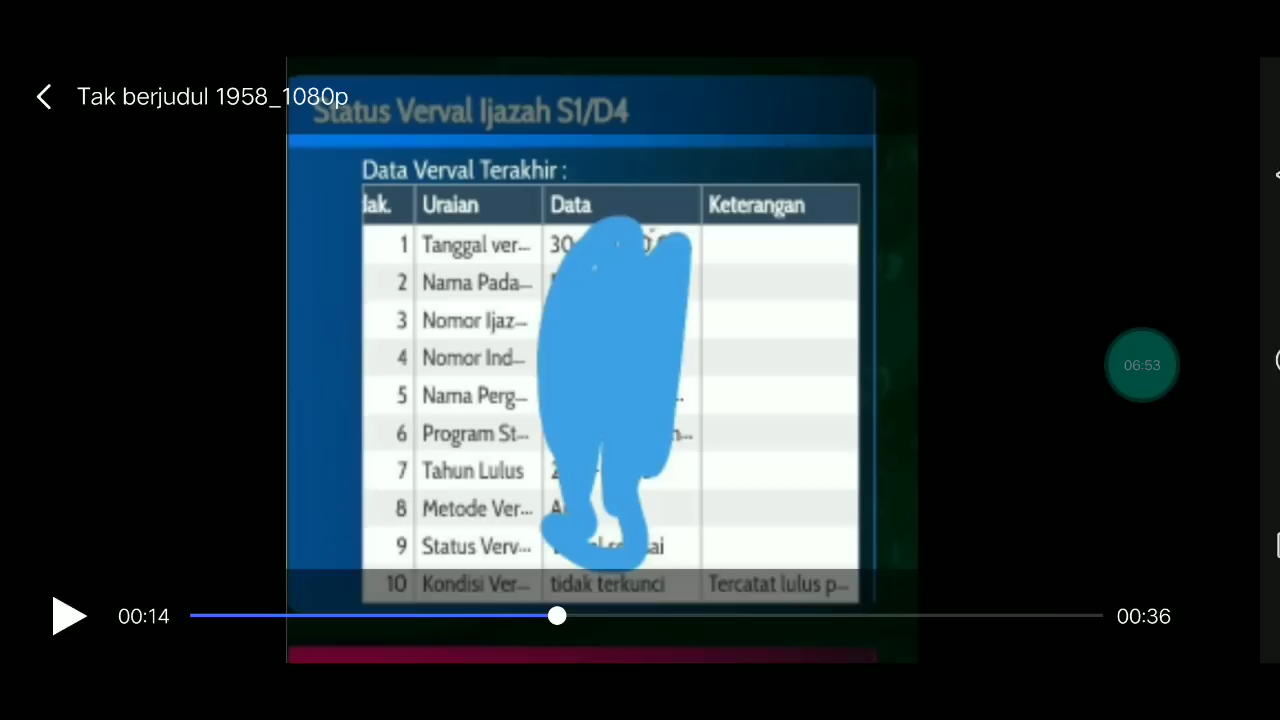 Tak berjudul 1958_1080p
Status Verval Ijazah S1/D4
Data Verval Terakhir :
lak. Uraian Data Keterangan
1 Tanggal ver... 30
2 Nama Pada...
3 Nomor Ijaz...
4 Nomor Ind...
5 Nama Perg...
6 Program St...
7 Tahun Lulus 2
8 Metode Ver...
9 Status Verv...
10 Kondisi Ver... tidak terkunci Tercatat lulus p...
06:53
00:14 00:36